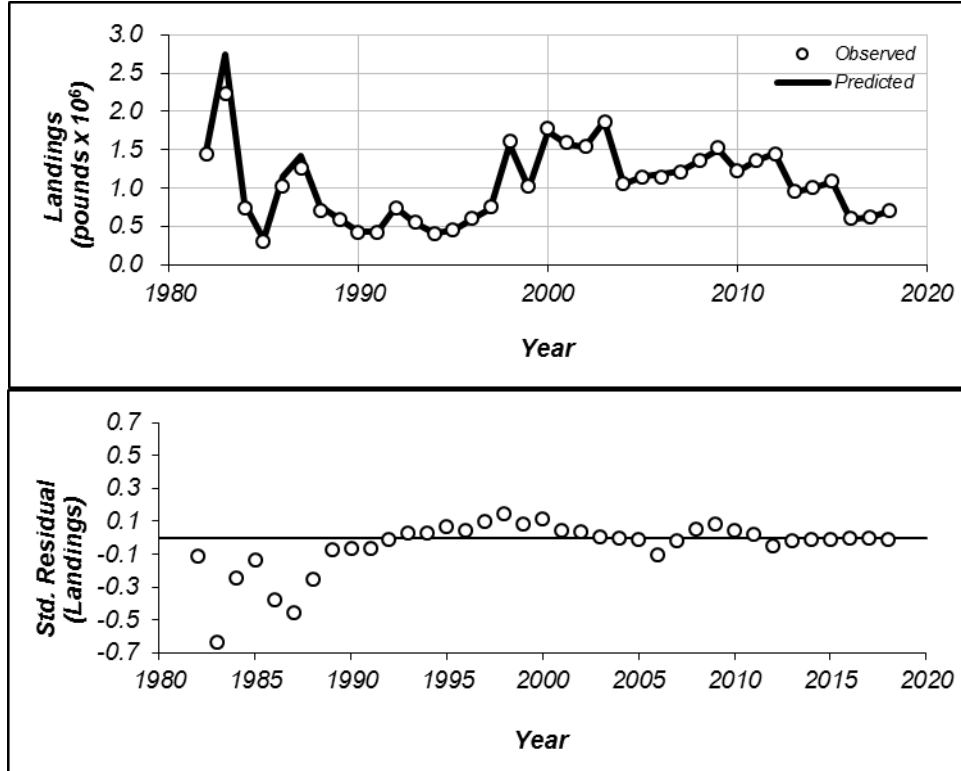 3.0
2.5
2.0
1.5
1.0
0.5
0.0
Landings
(pounds x 10⁶)
Observed
Predicted
1980 1990 2000 2010 2020
Year
0.7
0.5
0.3
0.1
-0.1
-0.3
-0.5
-0.7
Std. Residual
(Landings)
1980 1985 1990 1995 2000 2005 2010 2015 2020
Year